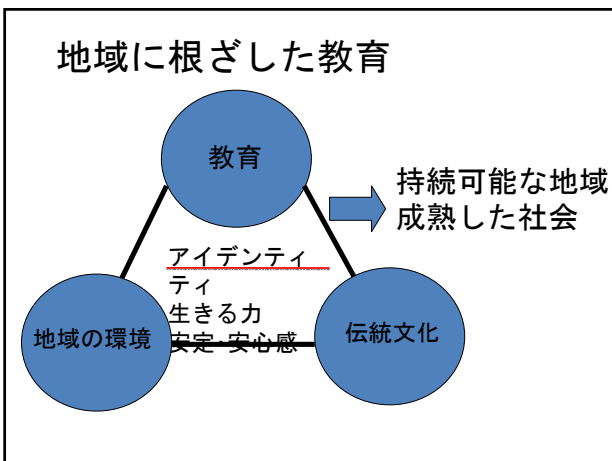 地域に根ざした教育
教育
持続可能な地域
成熟した社会
アイデンティ
ティ
生きる力
安定・安心感
地域の環境
伝統文化